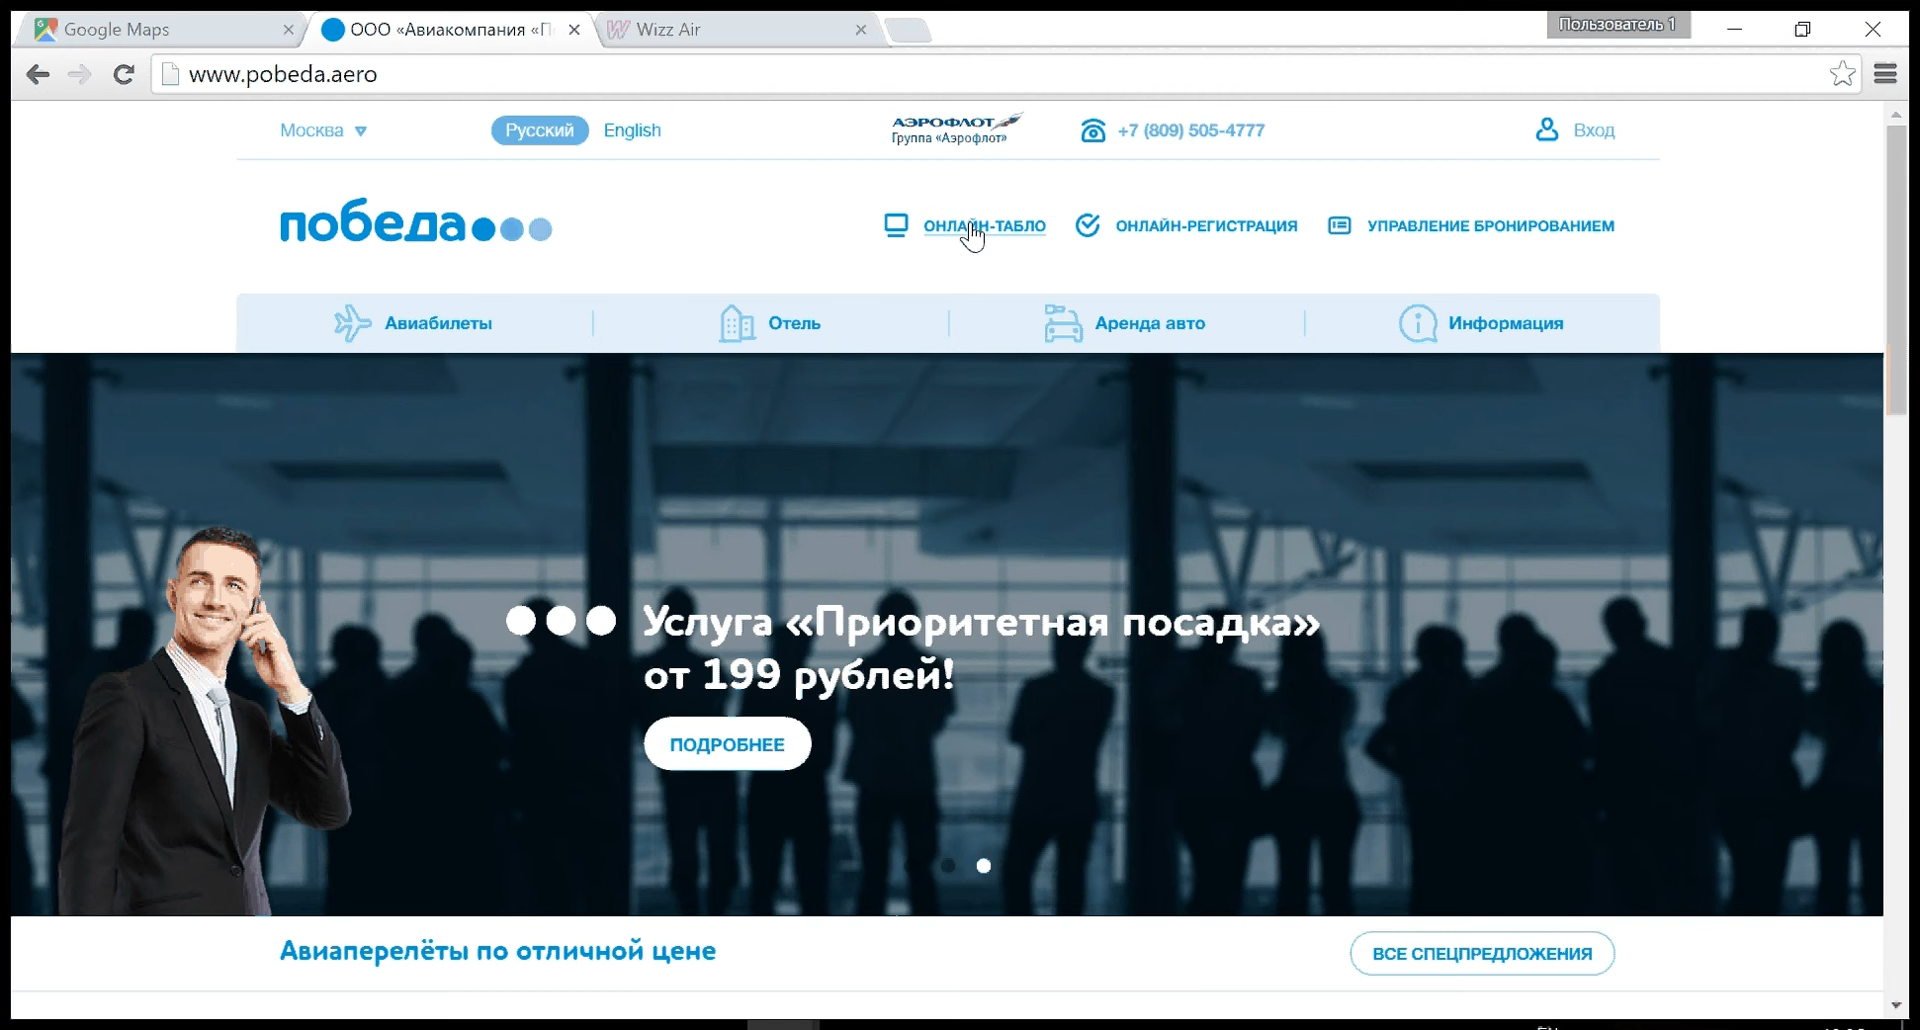 Google Maps
ООО «Авиакомпания «П
Wizz Air
Пользователь 1
www.pobeda.aero
Москва
Русский
English
АЭРОФЛОТ
Группа «Аэрофлот»
+7 (809) 505-4777
Вход
победа
ОНЛАЙН-ТАБЛО
ОНЛАЙН-РЕГИСТРАЦИЯ
УПРАВЛЕНИЕ БРОНИРОВАНИЕМ
Авиабилеты
Отель
Аренда авто
Информация
Услуга «Приоритетная посадка»
от 199 рублей!
ПОДРОБНЕЕ
Авиаперелёты по отличной цене
ВСЕ СПЕЦПРЕДЛОЖЕНИЯ